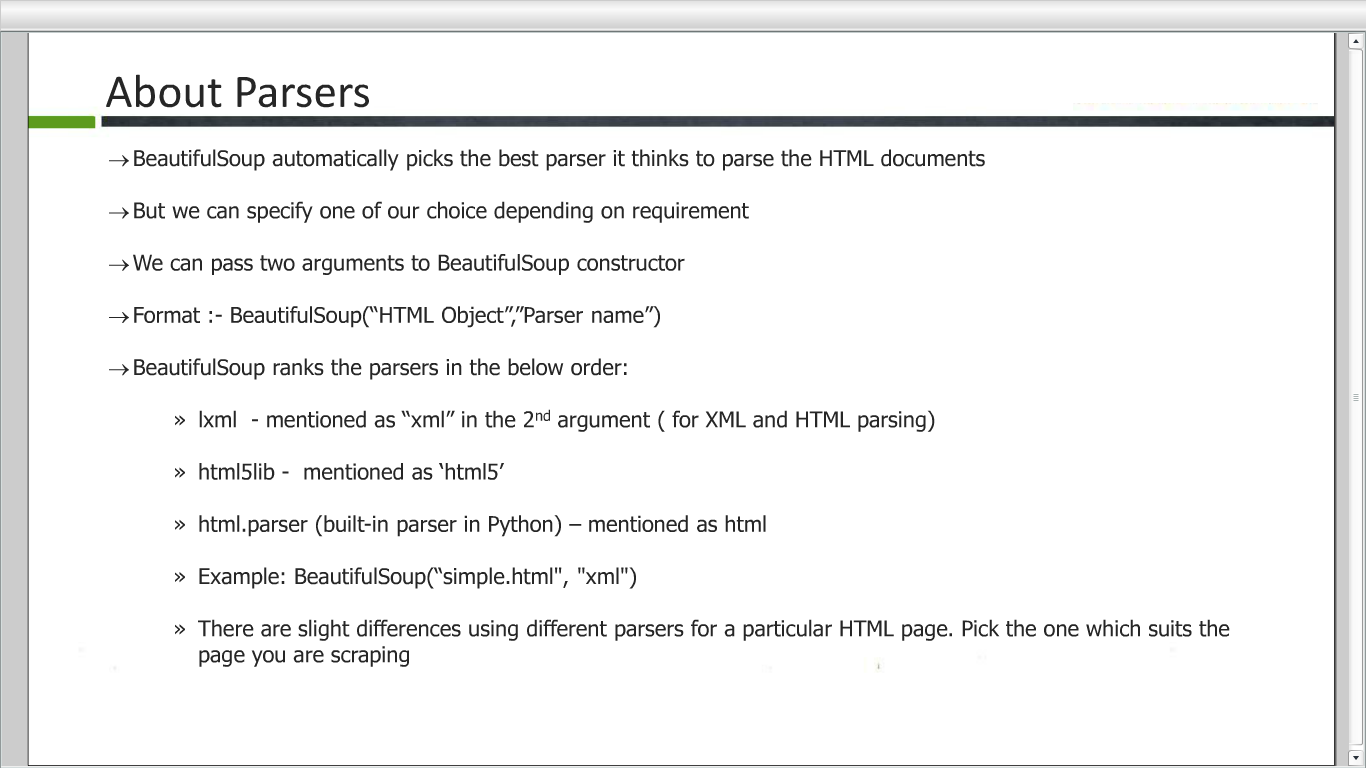 About Parsers
→BeautifulSoup automatically picks the best parser it thinks to parse the HTML documents
→But we can specify one of our choice depending on requirement
→We can pass two arguments to BeautifulSoup constructor
→Format :- BeautifulSoup(“HTML Object”,”Parser name”)
→BeautifulSoup ranks the parsers in the below order:
» lxml  - mentioned as “xml” in the 2nd argument ( for XML and HTML parsing)
» html5lib -  mentioned as ‘html5’
» html.parser (built-in parser in Python) – mentioned as html
» Example: BeautifulSoup(“simple.html", "xml")
» There are slight differences using different parsers for a particular HTML page. Pick the one which suits the
page you are scraping